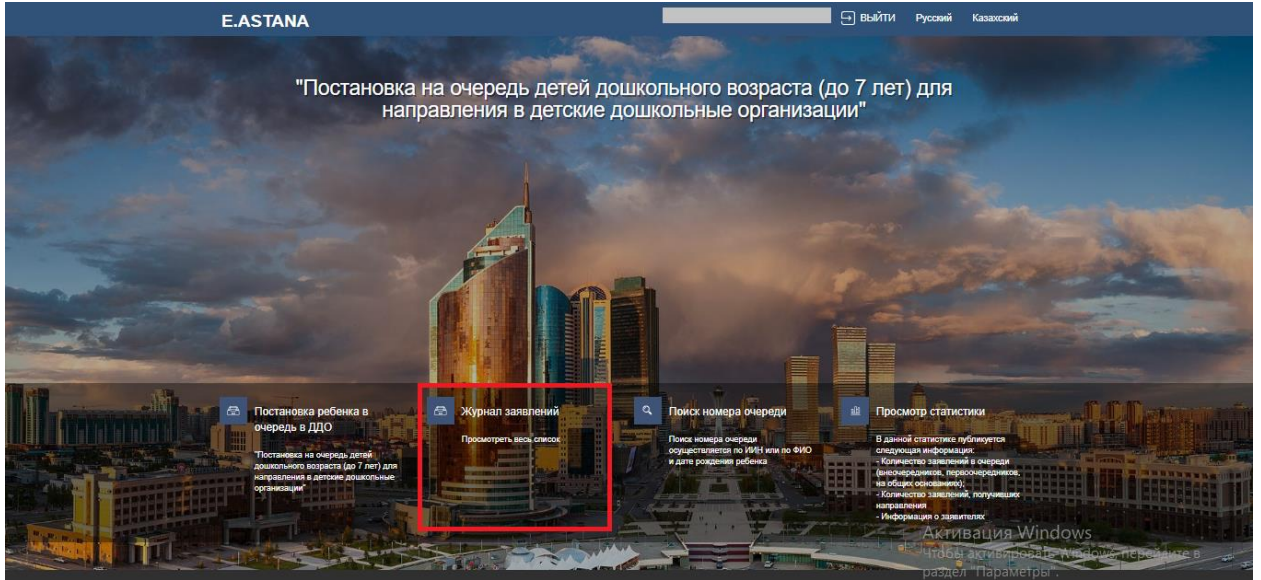 E.ASTANA
ВЫЙТИ Русский Казахский
"Постановка на очередь детей дошкольного возраста (до 7 лет) для
направления в детские дошкольные организации"
Постановка ребенка в
очередь в ДДО
"Постановка на очередь детей
дошкольного возраста (до 7 лет) для
направления в детские дошкольные
организации"
Журнал заявлений
Просмотреть весь список
Поиск номера очереди
Поиск номера очереди
осуществляется по ИИН или по ФИО
и дате рождения ребенка
Просмотр статистики
В данной статистике публикуется
следующая информация:
- Количество заявлений в очереди
(внеочередников, первоочередников,
на общих основаниях);
- Количество заявлений, получивших
направления
- Информация о заявителях
Активация Windows
Чтобы активировать Windows, перейдите в
раздел "Параметры".